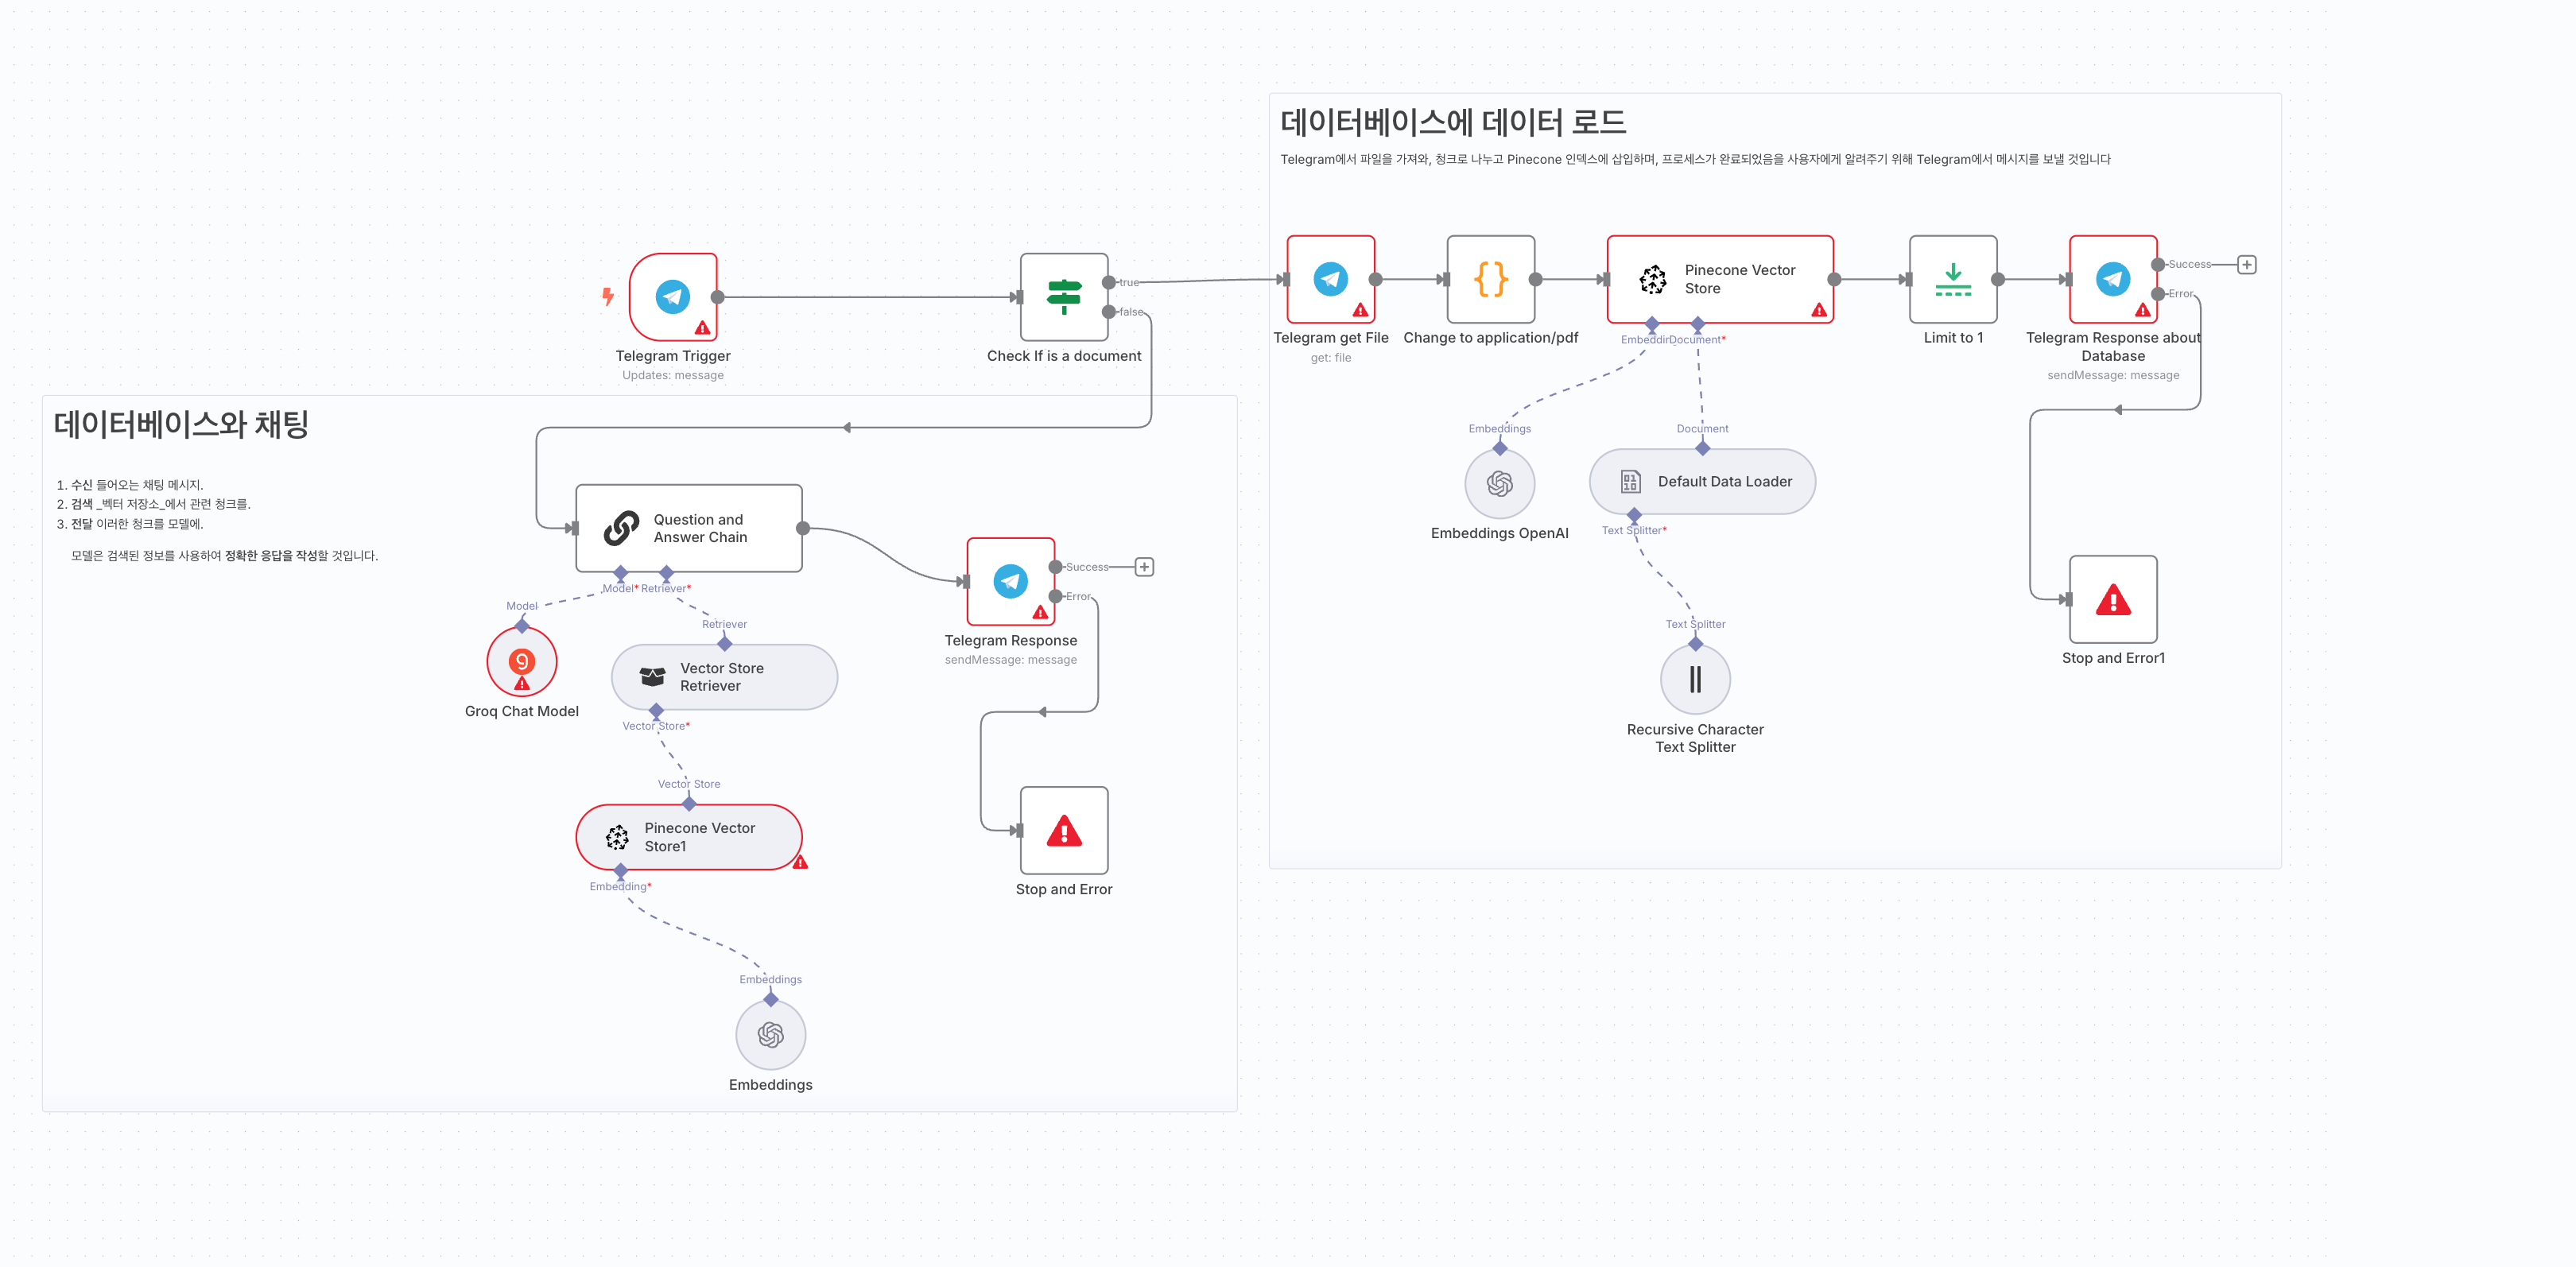 데이터베이스에 데이터 로드
Telegram에서 파일을 가져와, 청크로 나누고 Pinecone 인덱스에 삽입하며, 프로세스가 완료되었음을 사용자에게 알려주기 위해 Telegram에서 메시지를 보낼 것입니다
Telegram Trigger
Updates: message
Check If is a document
true
false
Telegram get File
get: file
Change to application/pdf
Pinecone Vector
Store
Embeddin
Document*
Limit to 1
Success
Error
Telegram Response about
Database
sendMessage: message
Embeddings
Embeddings OpenAI
Document
Default Data Loader
Text Splitter*
Text Splitter
Recursive Character
Text Splitter
Stop and Error1
데이터베이스와 채팅
1. 수신 들어오는 채팅 메시지.
2. 검색 _벡터 저장소_에서 관련 청크를.
3. 전달 이러한 청크를 모델에.
모델은 검색된 정보를 사용하여 정확한 응답을 작성할 것입니다.
Question and
Answer Chain
Model* Retriever*
Model
Groq Chat Model
Retriever
Vector Store
Retriever
Vector Store*
Vector Store
Pinecone Vector
Store1
Embedding*
Embeddings
Embeddings
Success
Error
Telegram Response
sendMessage: message
Stop and Error